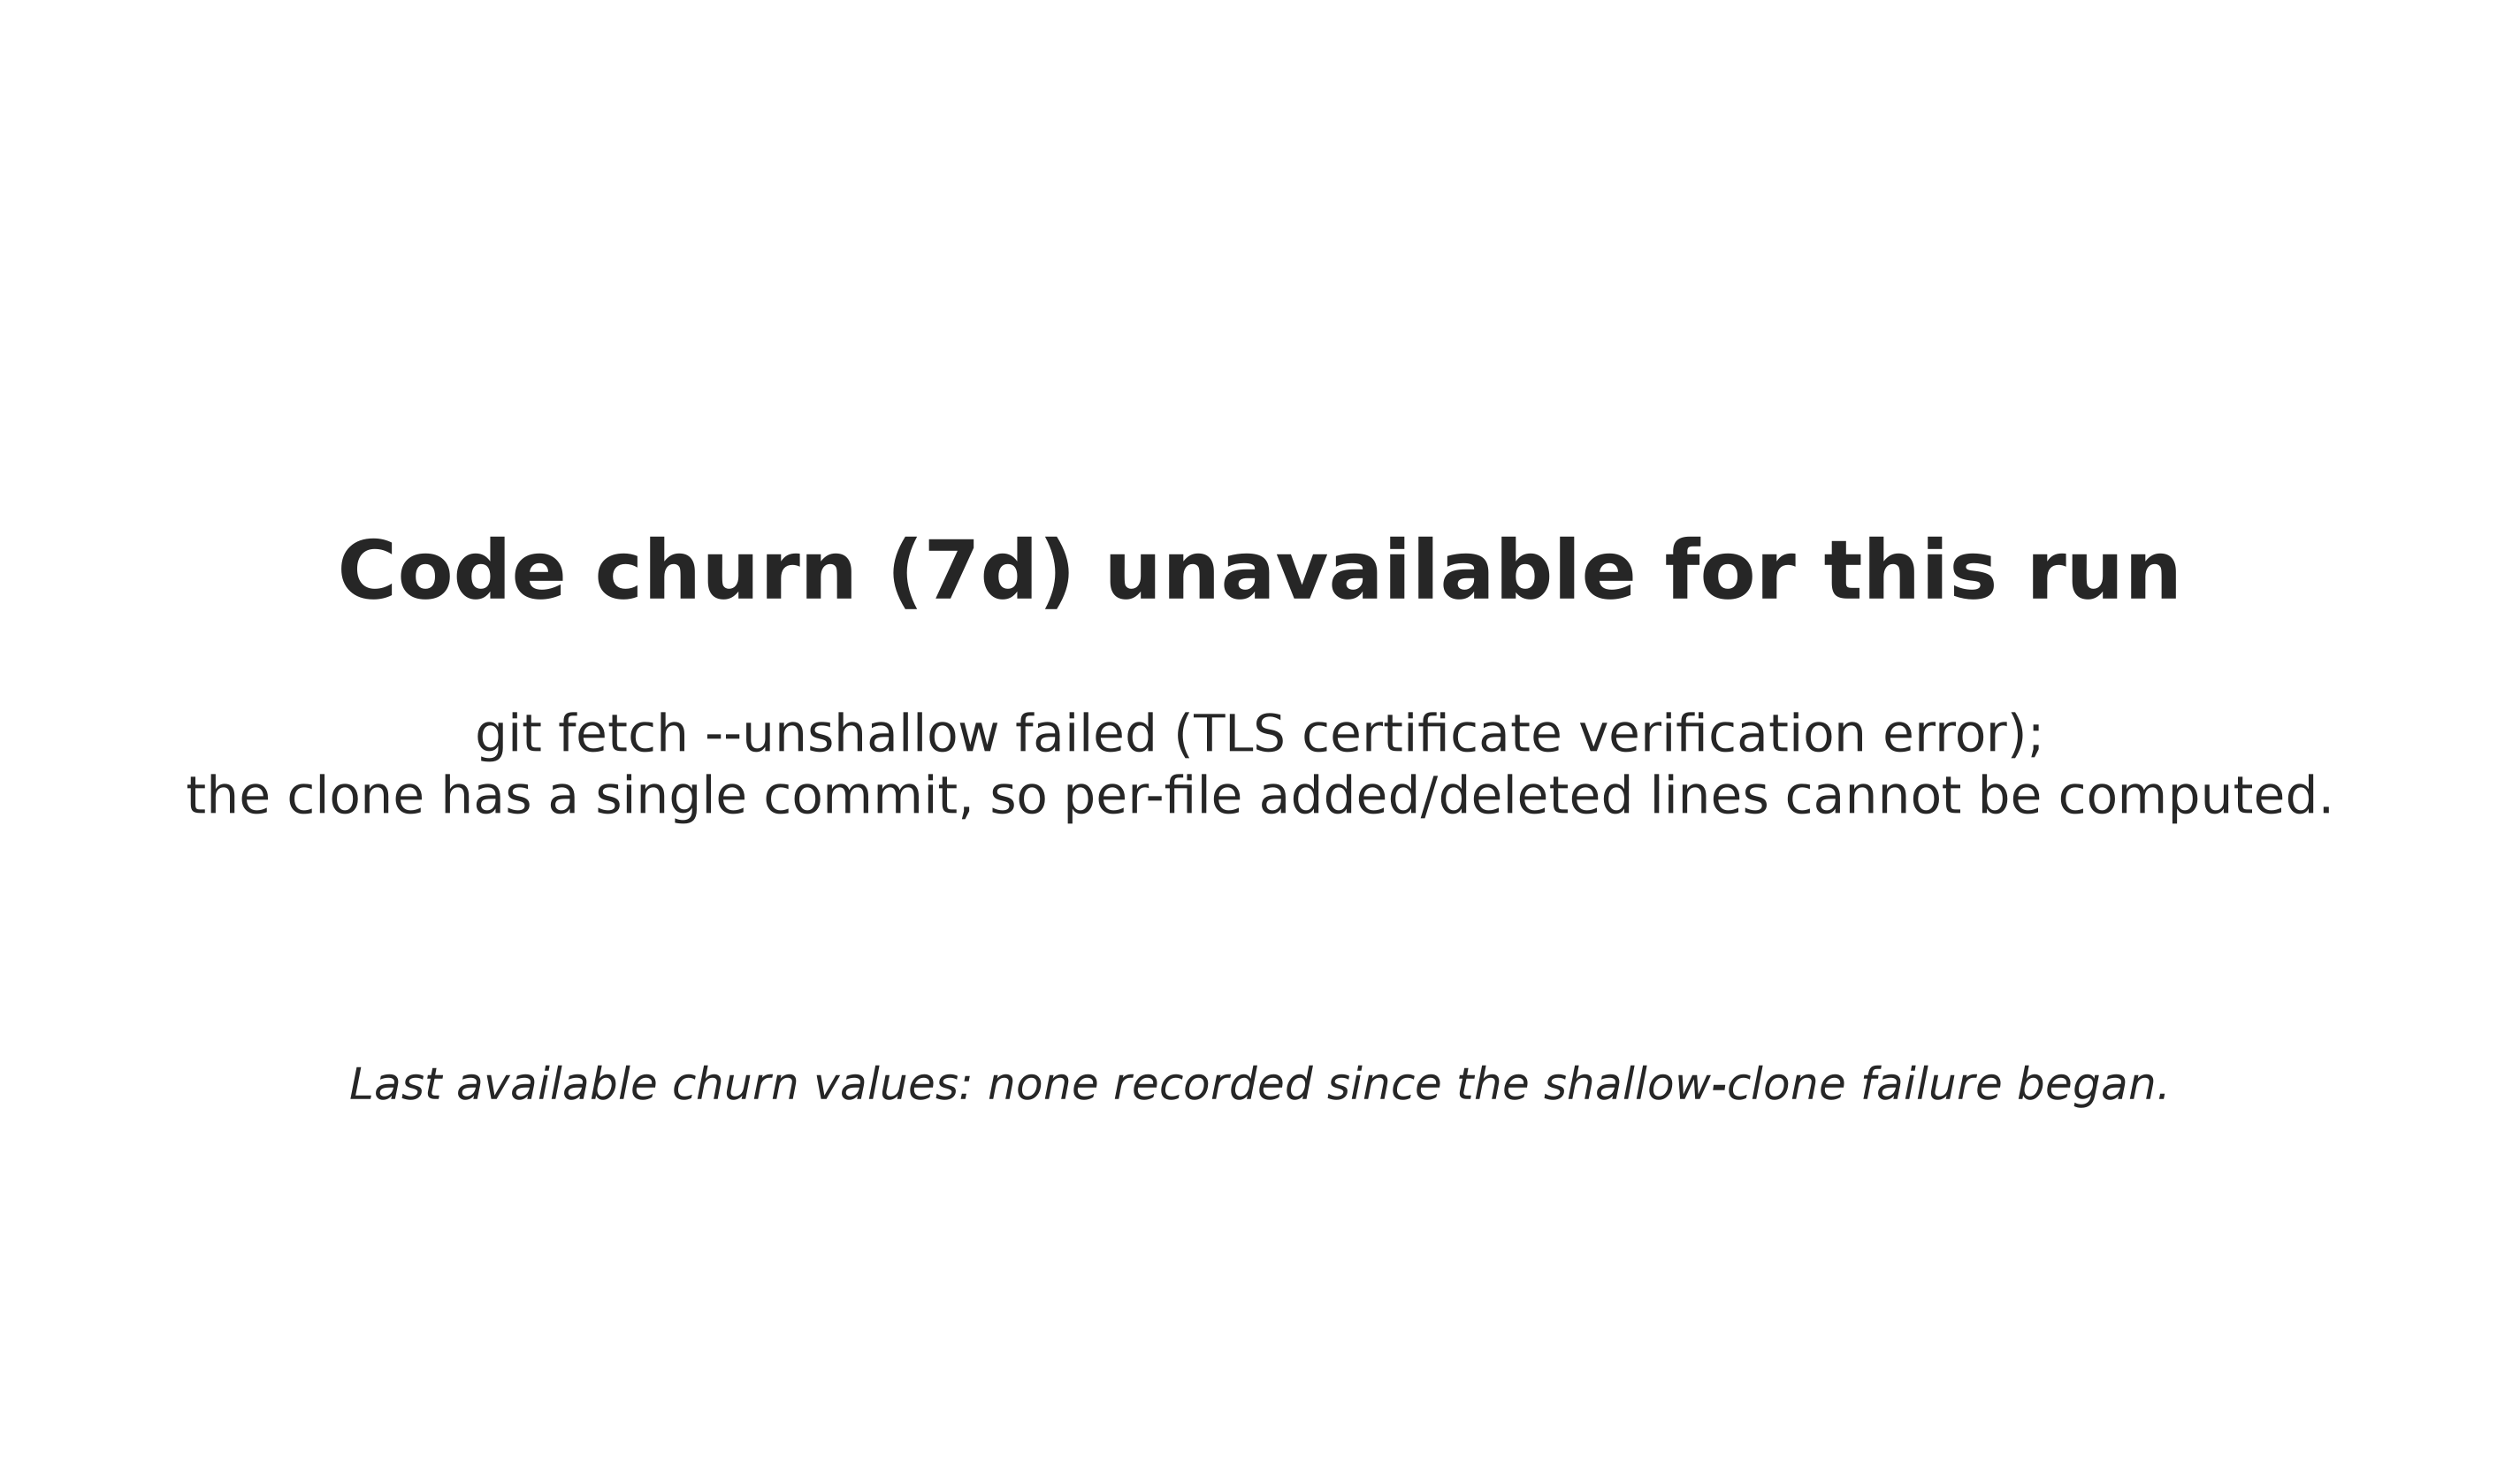 Code churn (7d) unavailable for this run
git fetch --unshallow failed (TLS certificate verification error);
the clone has a single commit, so per-file added/deleted lines cannot be computed.
Last available churn values: none recorded since the shallow-clone failure began.